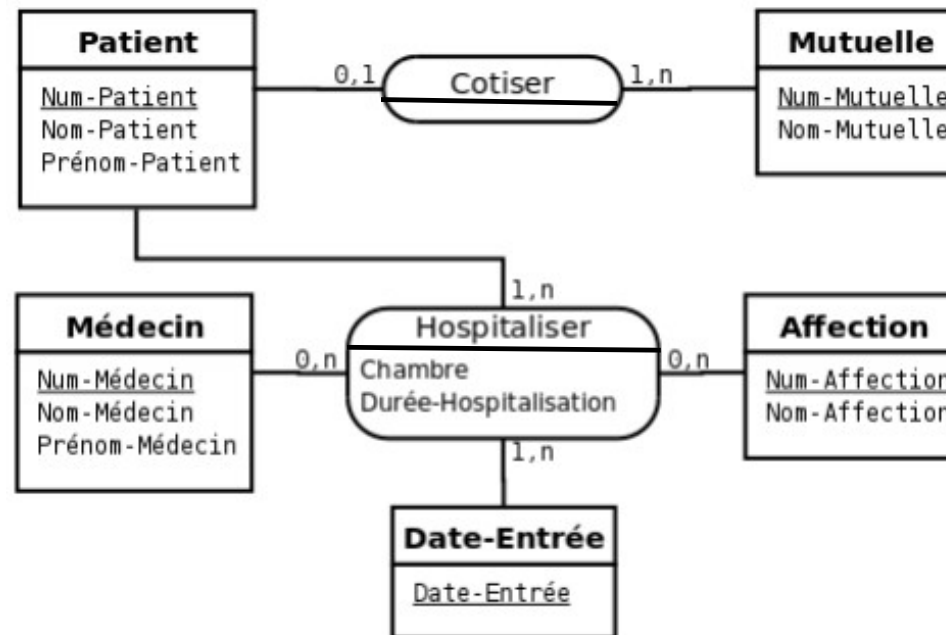 Patient
Num-Patient
Nom-Patient
Prénom-Patient
0,1
Cotiser
1,n
Mutuelle
Num-Mutuelle
Nom-Mutuelle
1,n
Médecin
Num-Médecin
Nom-Médecin
Prénom-Médecin
0,n
Hospitaliser
Chambre
Durée-Hospitalisation
0,n
Affection
Num-Affection
Nom-Affection
1,n
Date-Entrée
Date-Entrée